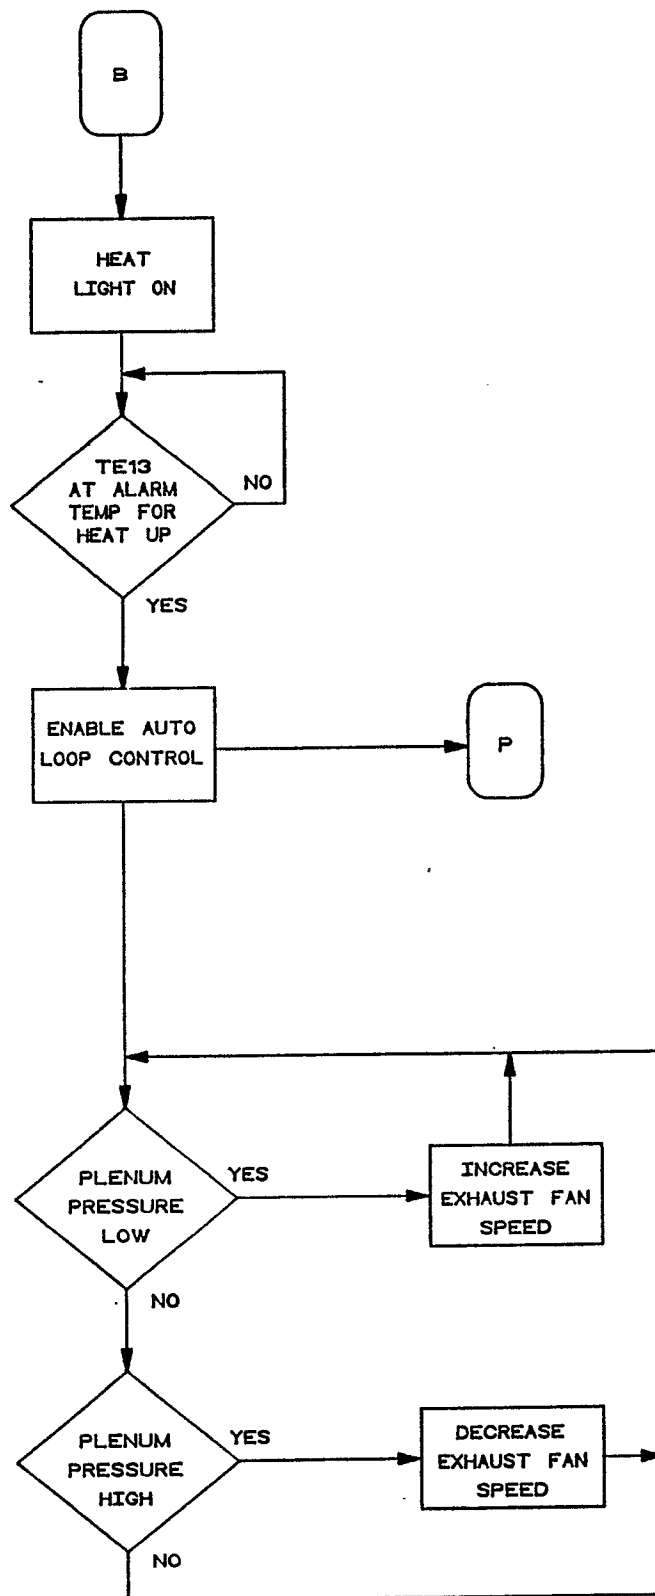 B
HEAT
LIGHT ON
TE13
AT ALARM
TEMP FOR
HEAT UP
NO
YES
ENABLE AUTO
LOOP CONTROL
P
PLENUM
PRESSURE
LOW
YES
INCREASE
EXHAUST FAN
SPEED
NO
PLENUM
PRESSURE
HIGH
YES
DECREASE
EXHAUST FAN
SPEED
NO